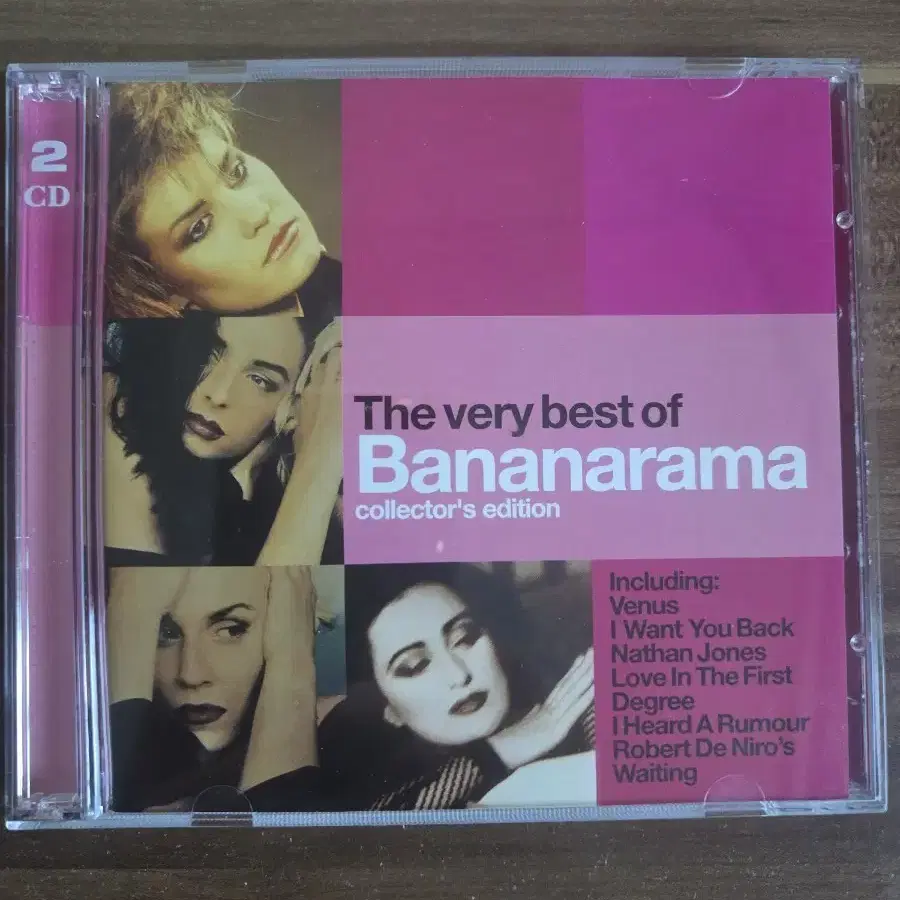 2
CD
The very best of
Bananarama
collector's edition
Including:
Venus
I Want You Back
Nathan Jones
Love In The First
Degree
I Heard A Rumour
Robert De Niro's
Waiting